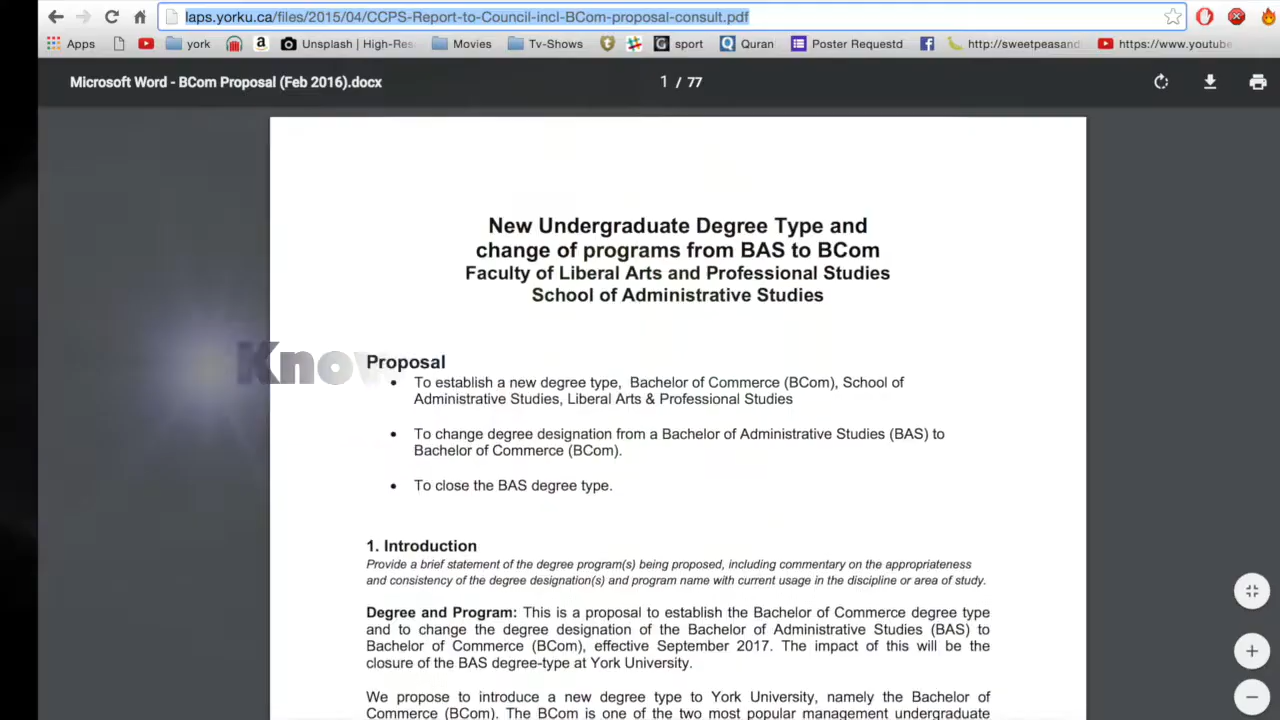 laps.yorku.ca/files/2015/04/CCPS-Report-to-Council-incl-BCom-proposal-consult.pdf
Apps york Unsplash | High-Res Movies Tv-Shows sport Quran Poster Requestd http://sweetpeasand https://www.youtube
Microsoft Word - BCom Proposal (Feb 2016).docx 1 / 77
New Undergraduate Degree Type and
change of programs from BAS to BCom
Faculty of Liberal Arts and Professional Studies
School of Administrative Studies
Know
Proposal
• To establish a new degree type, Bachelor of Commerce (BCom), School of
Administrative Studies, Liberal Arts & Professional Studies
• To change degree designation from a Bachelor of Administrative Studies (BAS) to
Bachelor of Commerce (BCom).
• To close the BAS degree type.
1. Introduction
Provide a brief statement of the degree program(s) being proposed, including commentary on the appropriateness
and consistency of the degree designation(s) and program name with current usage in the discipline or area of study.
Degree and Program: This is a proposal to establish the Bachelor of Commerce degree type
and to change the degree designation of the Bachelor of Administrative Studies (BAS) to
Bachelor of Commerce (BCom), effective September 2017. The impact of this will be the
closure of the BAS degree-type at York University.
We propose to introduce a new degree type to York University, namely the Bachelor of
Commerce (BCom). The BCom is one of the two most popular management undergraduate